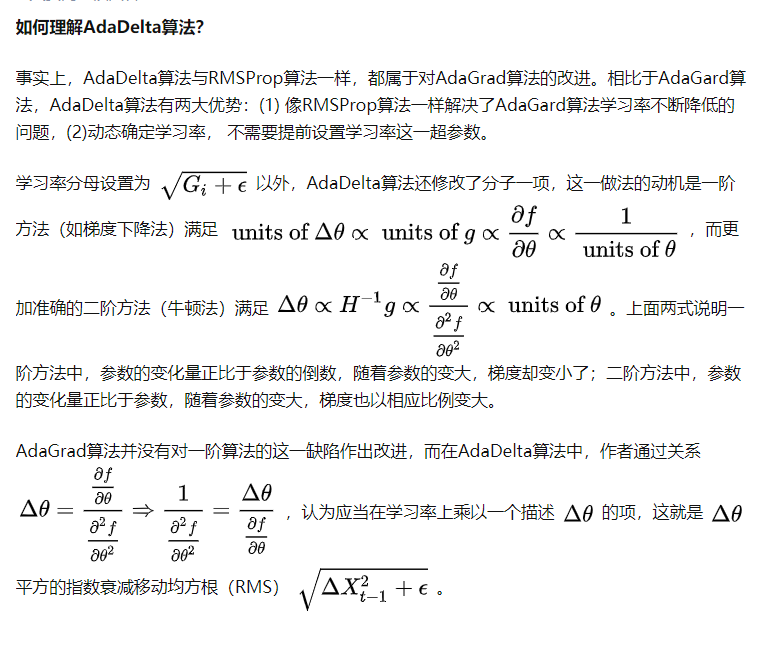 如何理解AdaDelta算法?
事实上，AdaDelta算法与RMSProp算法一样，都属于对AdaGrad算法的改进。相比于AdaGard算
法，AdaDelta算法有两大优势：(1) 像RMSProp算法一样解决了AdaGard算法学习率不断降低的
问题，(2)动态确定学习率， 不需要提前设置学习率这一超参数。
学习率分母设置为 $\sqrt{G_i+\epsilon}$ 以外，AdaDelta算法还修改了分子一项，这一做法的动机是一阶
方法（如梯度下降法）满足 $\text{units of } \Delta\theta \propto \text{units of } g \propto \frac{\partial f}{\partial \theta} \propto \frac{1}{\text{units of } \theta}$ ，而更
加准确的二阶方法（牛顿法）满足 $\Delta\theta \propto H^{-1}g \propto \frac{\frac{\partial f}{\partial \theta}}{\frac{\partial^2 f}{\partial \theta^2}} \propto \text{units of } \theta$ 。上面两式说明一
阶方法中，参数的变化量正比于参数的倒数，随着参数的变大，梯度却变小了；二阶方法中，参数
的变化量正比于参数，随着参数的变大，梯度也以相应比例变大。
AdaGrad算法并没有对一阶算法的这一缺陷作出改进，而在AdaDelta算法中，作者通过关系
$\Delta\theta = \frac{\frac{\partial f}{\partial \theta}}{\frac{\partial^2 f}{\partial \theta^2}} \Rightarrow \frac{1}{\frac{\partial^2 f}{\partial \theta^2}} = \frac{\Delta\theta}{\frac{\partial f}{\partial \theta}}$ ，认为应当在学习率上乘以一个描述 $\Delta\theta$ 的项，这就是 $\Delta\theta$
平方的指数衰减移动均方根（RMS） $\sqrt{\Delta X_{t-1}^2+\epsilon}$ 。